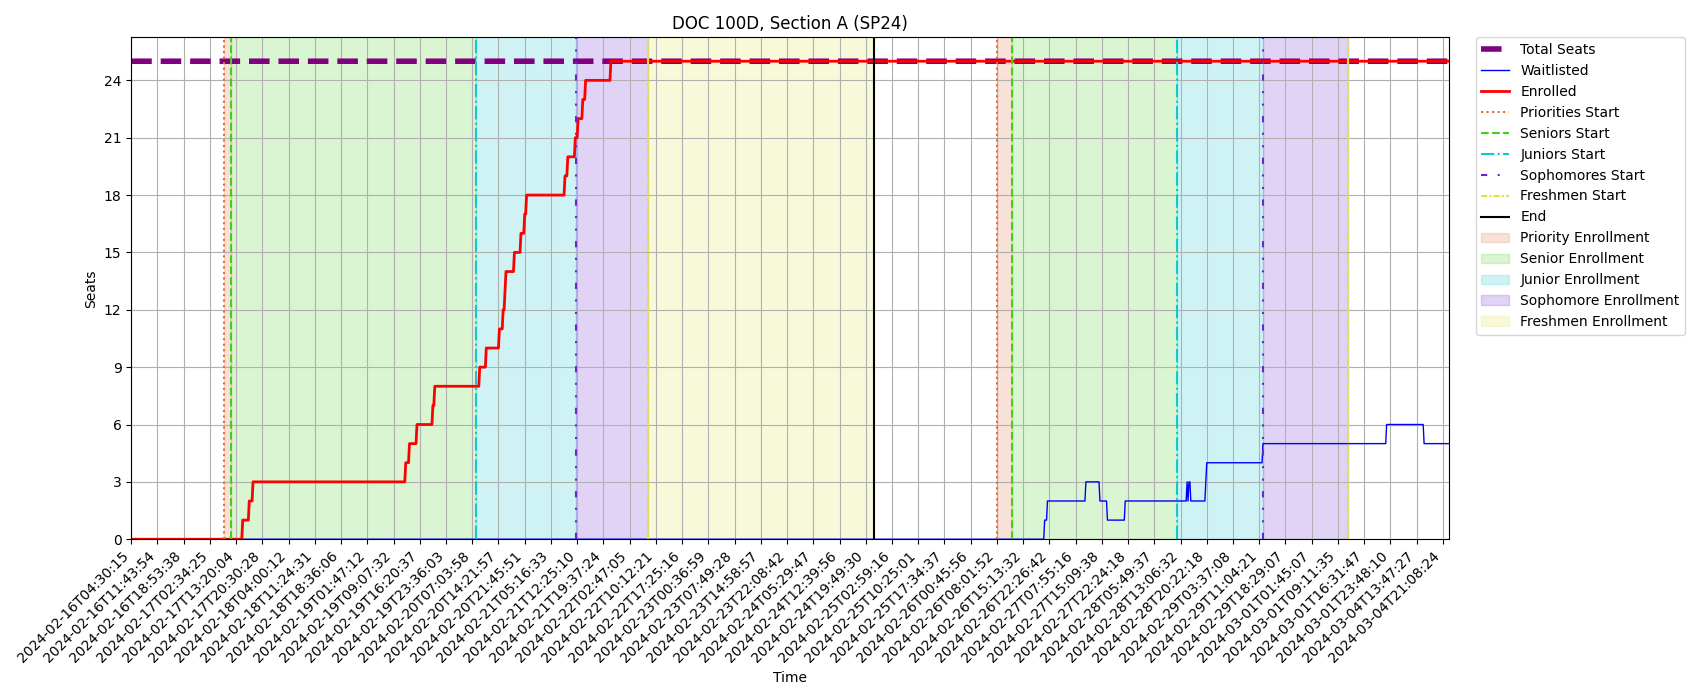 DOC 100D, Section A (SP24)
Seats
24
21
18
15
12
9
6
3
0
2024-02-16T04:30:15
2024-02-16T11:43:54
2024-02-16T18:53:38
2024-02-17T02:34:25
2024-02-17T13:20:04
2024-02-17T20:30:28
2024-02-18T04:00:12
2024-02-18T11:24:31
2024-02-18T18:36:06
2024-02-19T01:47:12
2024-02-19T09:07:32
2024-02-19T16:20:37
2024-02-19T23:36:03
2024-02-20T07:03:58
2024-02-20T14:21:57
2024-02-20T21:45:51
2024-02-21T05:16:33
2024-02-21T12:25:10
2024-02-21T19:37:24
2024-02-22T02:47:05
2024-02-22T10:12:21
2024-02-22T17:25:16
2024-02-23T00:36:59
2024-02-23T07:49:28
2024-02-23T14:58:57
2024-02-23T22:08:42
2024-02-24T05:29:47
2024-02-24T12:39:56
2024-02-24T19:49:30
2024-02-25T02:59:16
2024-02-25T10:25:01
2024-02-25T17:34:37
2024-02-26T00:45:56
2024-02-26T08:01:52
2024-02-26T15:13:32
2024-02-26T22:26:42
2024-02-27T07:55:16
2024-02-27T15:09:38
2024-02-27T22:24:18
2024-02-28T05:49:37
2024-02-28T13:06:32
2024-02-28T20:22:18
2024-02-29T03:37:08
2024-02-29T11:04:21
2024-02-29T18:29:07
2024-03-01T01:45:07
2024-03-01T09:11:35
2024-03-01T16:31:47
2024-03-01T23:48:10
2024-03-04T13:47:27
2024-03-04T21:08:24
Time
Total Seats
Waitlisted
Enrolled
Priorities Start
Seniors Start
Juniors Start
Sophomores Start
Freshmen Start
End
Priority Enrollment
Senior Enrollment
Junior Enrollment
Sophomore Enrollment
Freshmen Enrollment